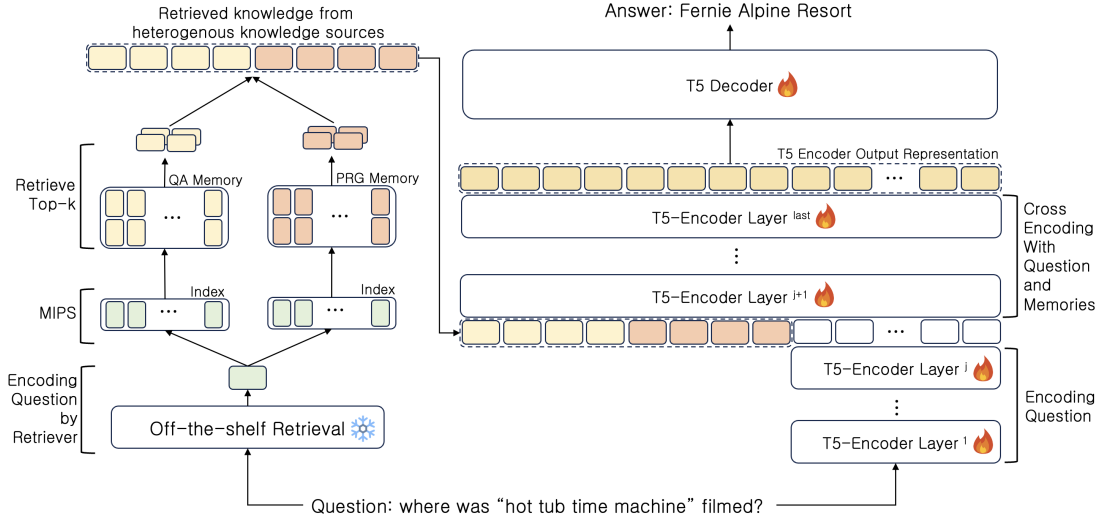 Retrieved knowledge from
heterogenous knowledge sources
Retrieve
Top-k
QA Memory
...
PRG Memory
...
MIPS
Index
...
Index
...
Encoding
Question
by
Retriever
Off-the-shelf Retrieval
Question: where was “hot tub time machine” filmed?
Answer: Fernie Alpine Resort
T5 Decoder
T5 Encoder Output Representation
...
T5-Encoder Layer last
...
T5-Encoder Layer j+1
Cross
Encoding
With
Question
and
Memories
...
T5-Encoder Layer j
...
T5-Encoder Layer 1
Encoding
Question